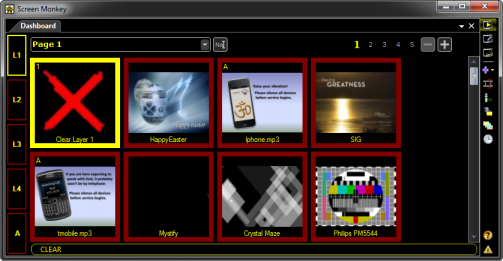 Screen Monkey
Dashboard
L1
L2
L3
L4
A
Page 1
1 2 3 4 5
1
Clear Layer 1
HappyEaster
HappyEaster
A
Save your vibration!
Please silence all devices before service begins.
Iphone.mp3
GREATNESS
SIG
A
If you are here expecting to speak with God, it probably won't be by telephone.
Please silence all devices before service begins.
tmobile.mp3
Mystify
Crystal Maze
Philips PM5544
CLEAR